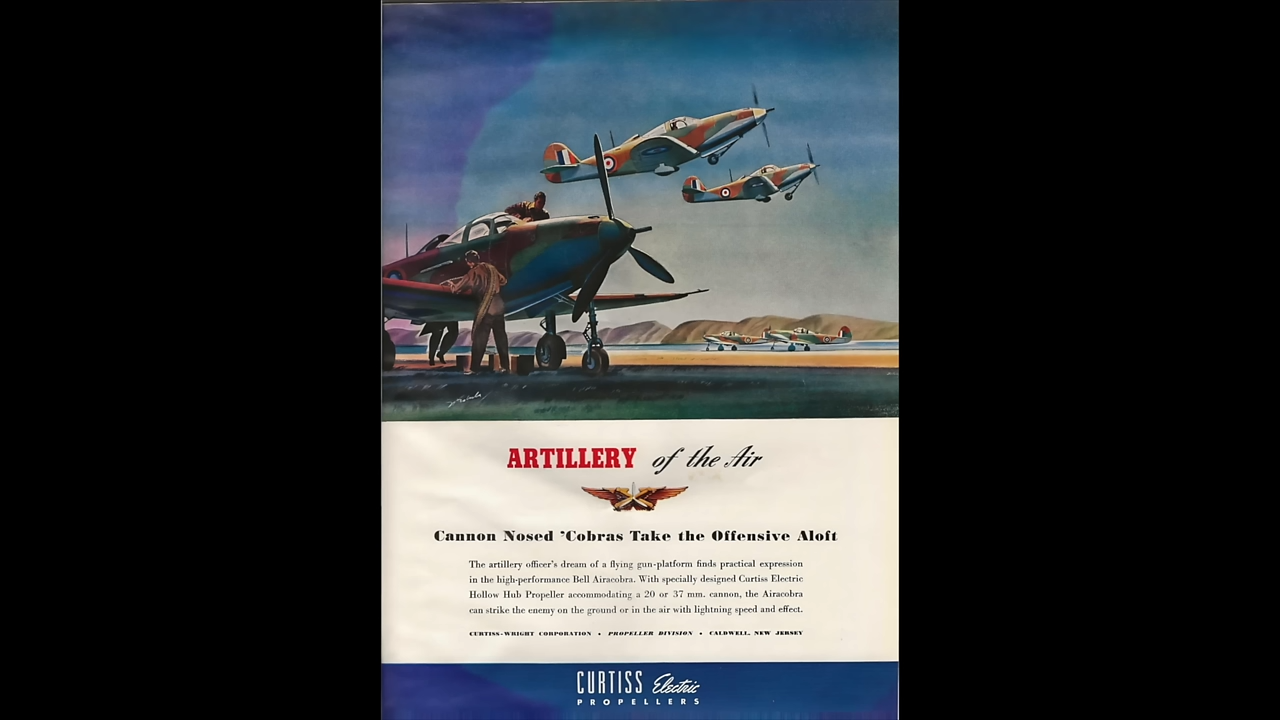 ARTILLERY of the Air
Cannon Nosed 'Cobras Take the Offensive Aloft
The artillery officer's dream of a flying gun-platform finds practical expression
in the high-performance Bell Airacobra. With specially designed Curtiss Electric
Hollow Hub Propeller accommodating a 20 or 37 mm. cannon, the Airacobra
can strike the enemy on the ground or in the air with lightning speed and effect.
CURTISS-WRIGHT CORPORATION • PROPELLER DIVISION • CALDWELL, NEW JERSEY
CURTISS Electric
PROPELLERS